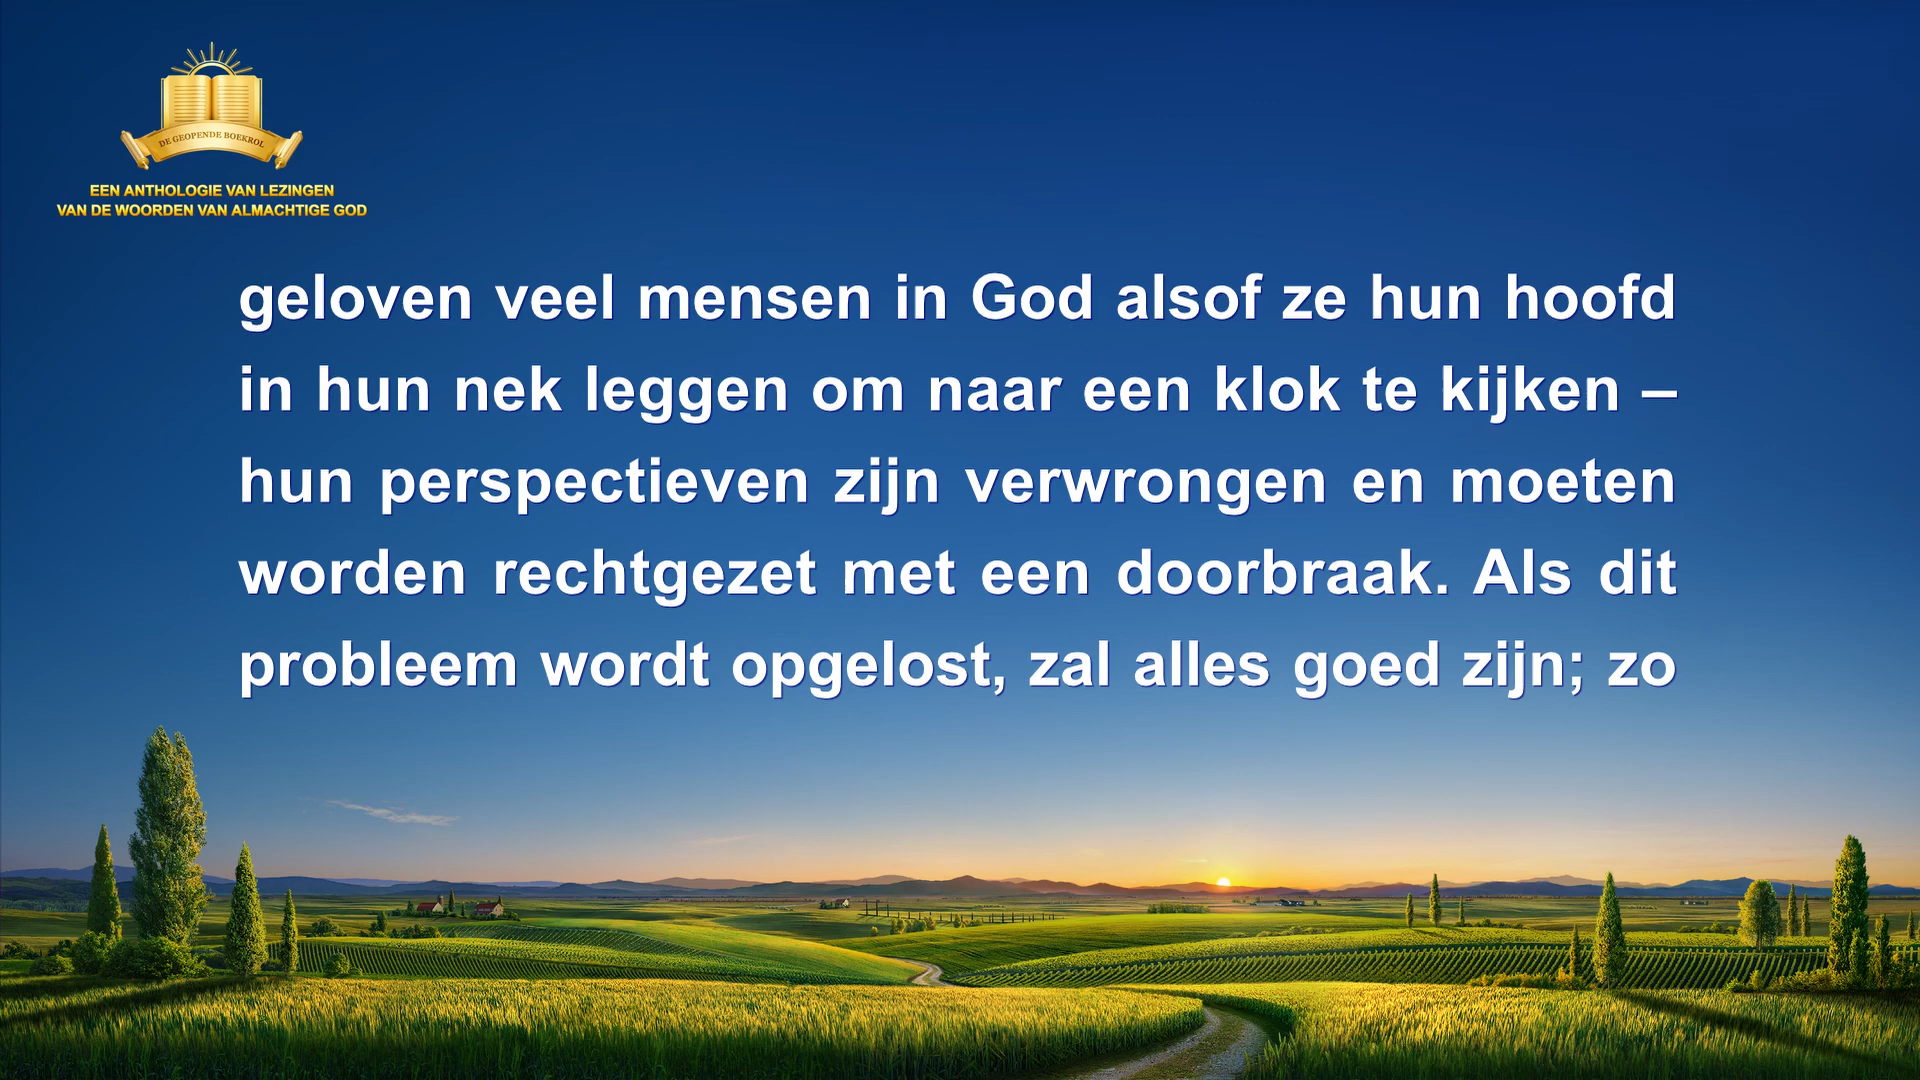 DE GEOPENDE BOEKROL
EEN ANTHOLOGIE VAN LEZINGEN
VAN DE WOORDEN VAN ALMACHTIGE GOD
geloven veel mensen in God alsof ze hun hoofd
in hun nek leggen om naar een klok te kijken –
hun perspectieven zijn verwrongen en moeten
worden rechtgezet met een doorbraak. Als dit
probleem wordt opgelost, zal alles goed zijn; zo